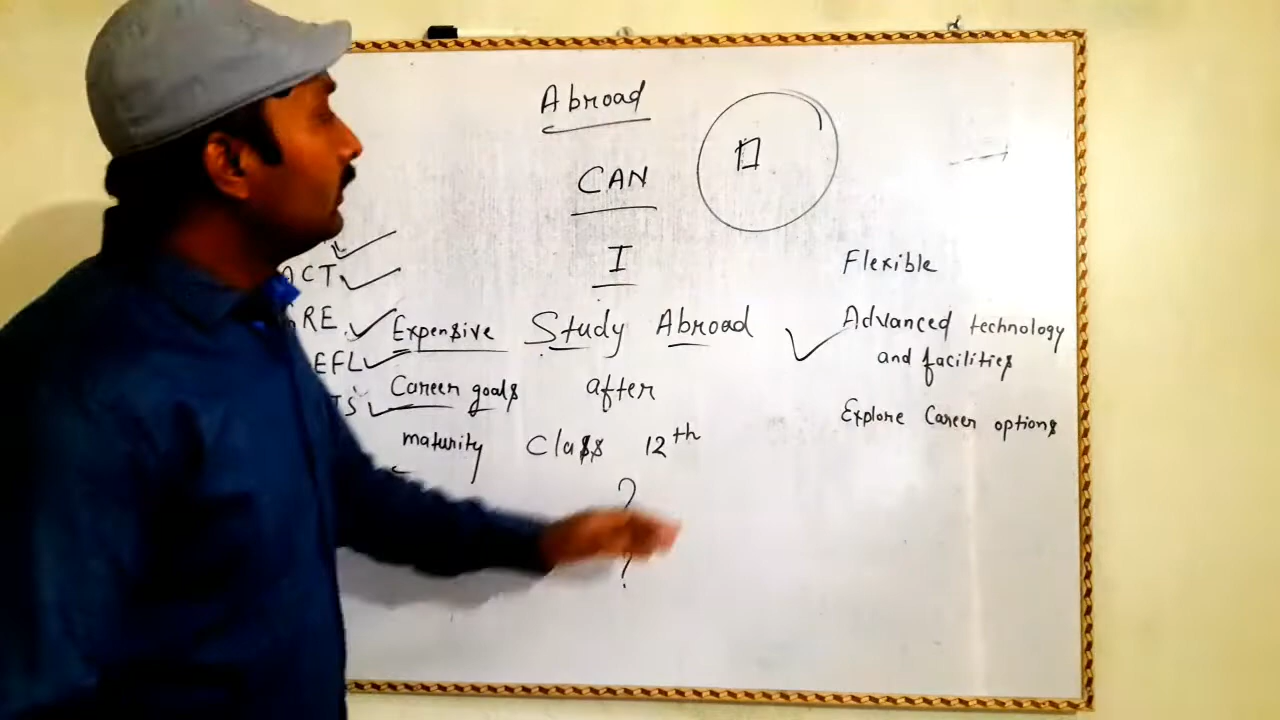 Abroad
CAN
I
Study Abroad
after
Class 12th
?
?
ACT
RE
EFL
TS
Expensive
Career goals
maturity
Flexible
Advanced technology
and facilities
Explore Career options